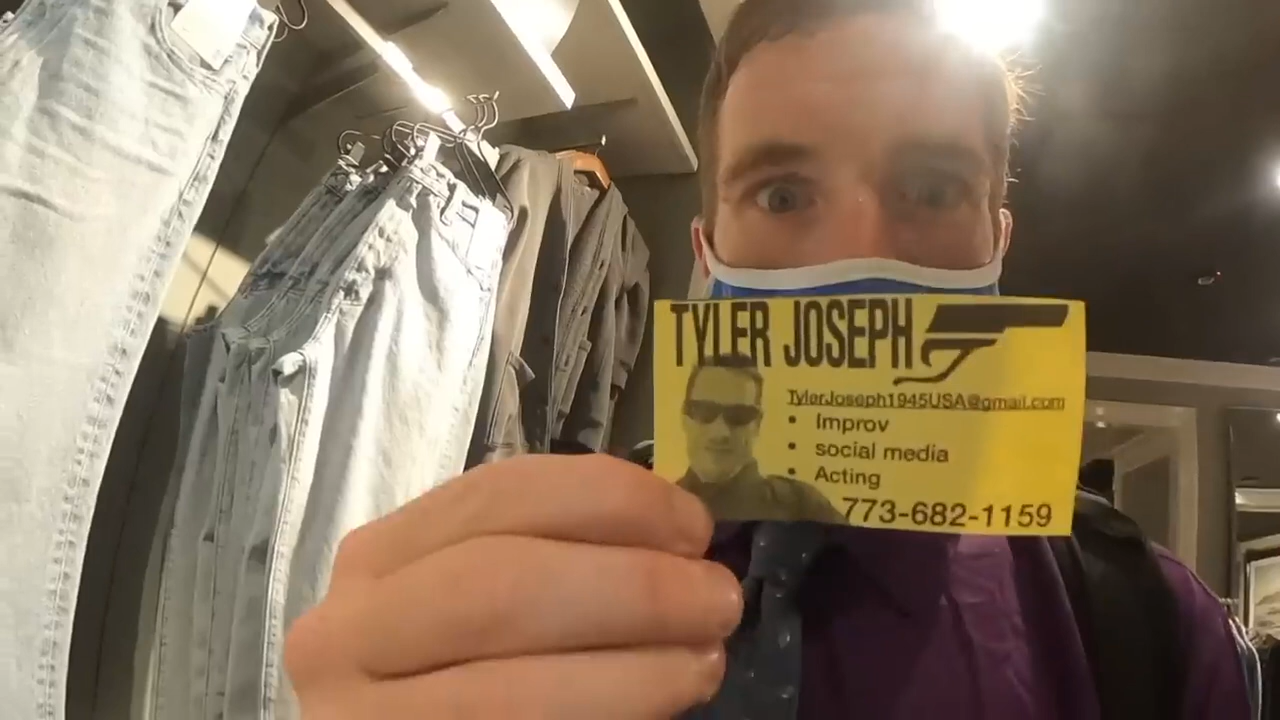 TYLER JOSEPH
TylerJoseph1945USA@gmail.com
• Improv
• social media
• Acting
773-682-1159